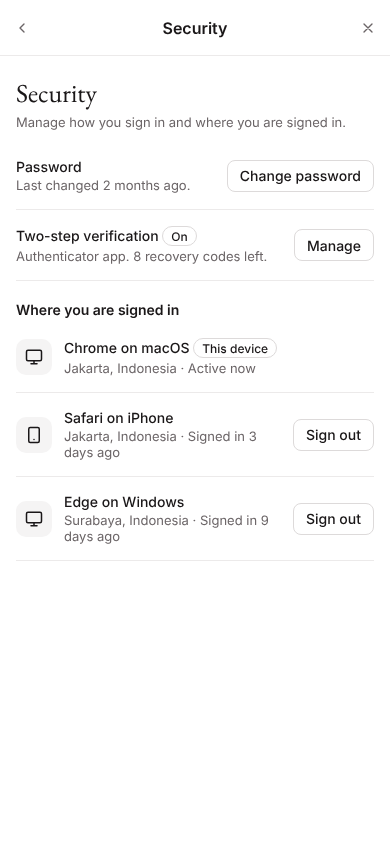 Security
Security
Manage how you sign in and where you are signed in.
Password
Last changed 2 months ago.
Change password
Two-step verification On
Authenticator app. 8 recovery codes left.
Manage
Where you are signed in
Chrome on macOS This device
Jakarta, Indonesia · Active now
Safari on iPhone
Jakarta, Indonesia · Signed in 3
days ago
Sign out
Edge on Windows
Surabaya, Indonesia · Signed in 9
days ago
Sign out